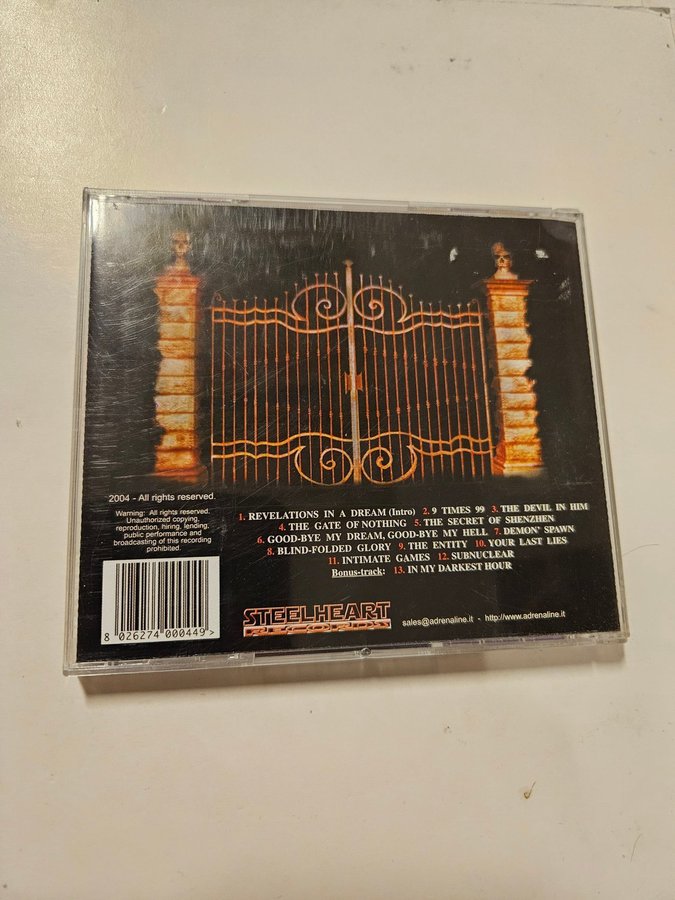 2004 - All rights reserved.
Warning: All rights reserved.
Unauthorized copying,
reproduction, hiring, lending,
public performance and
broadcasting of this recording
prohibited.
1. REVELATIONS IN A DREAM (Intro) 2. 9 TIMES 99 3. THE DEVIL IN HIM
4. THE GATE OF NOTHING 5. THE SECRET OF SHENZHEN
6. GOOD-BYE MY DREAM, GOOD-BYE MY HELL 7. DEMON' SPAWN
8. BLIND-FOLDED GLORY 9. THE ENTITY 10. YOUR LAST LIES
11. INTIMATE GAMES 12. SUBNUCLEAR
Bonus-track: 13. IN MY DARKEST HOUR
8 026274 000449 >
STEELHEART
RECORDS
sales@adrenaline.it - http://www.adrenaline.it